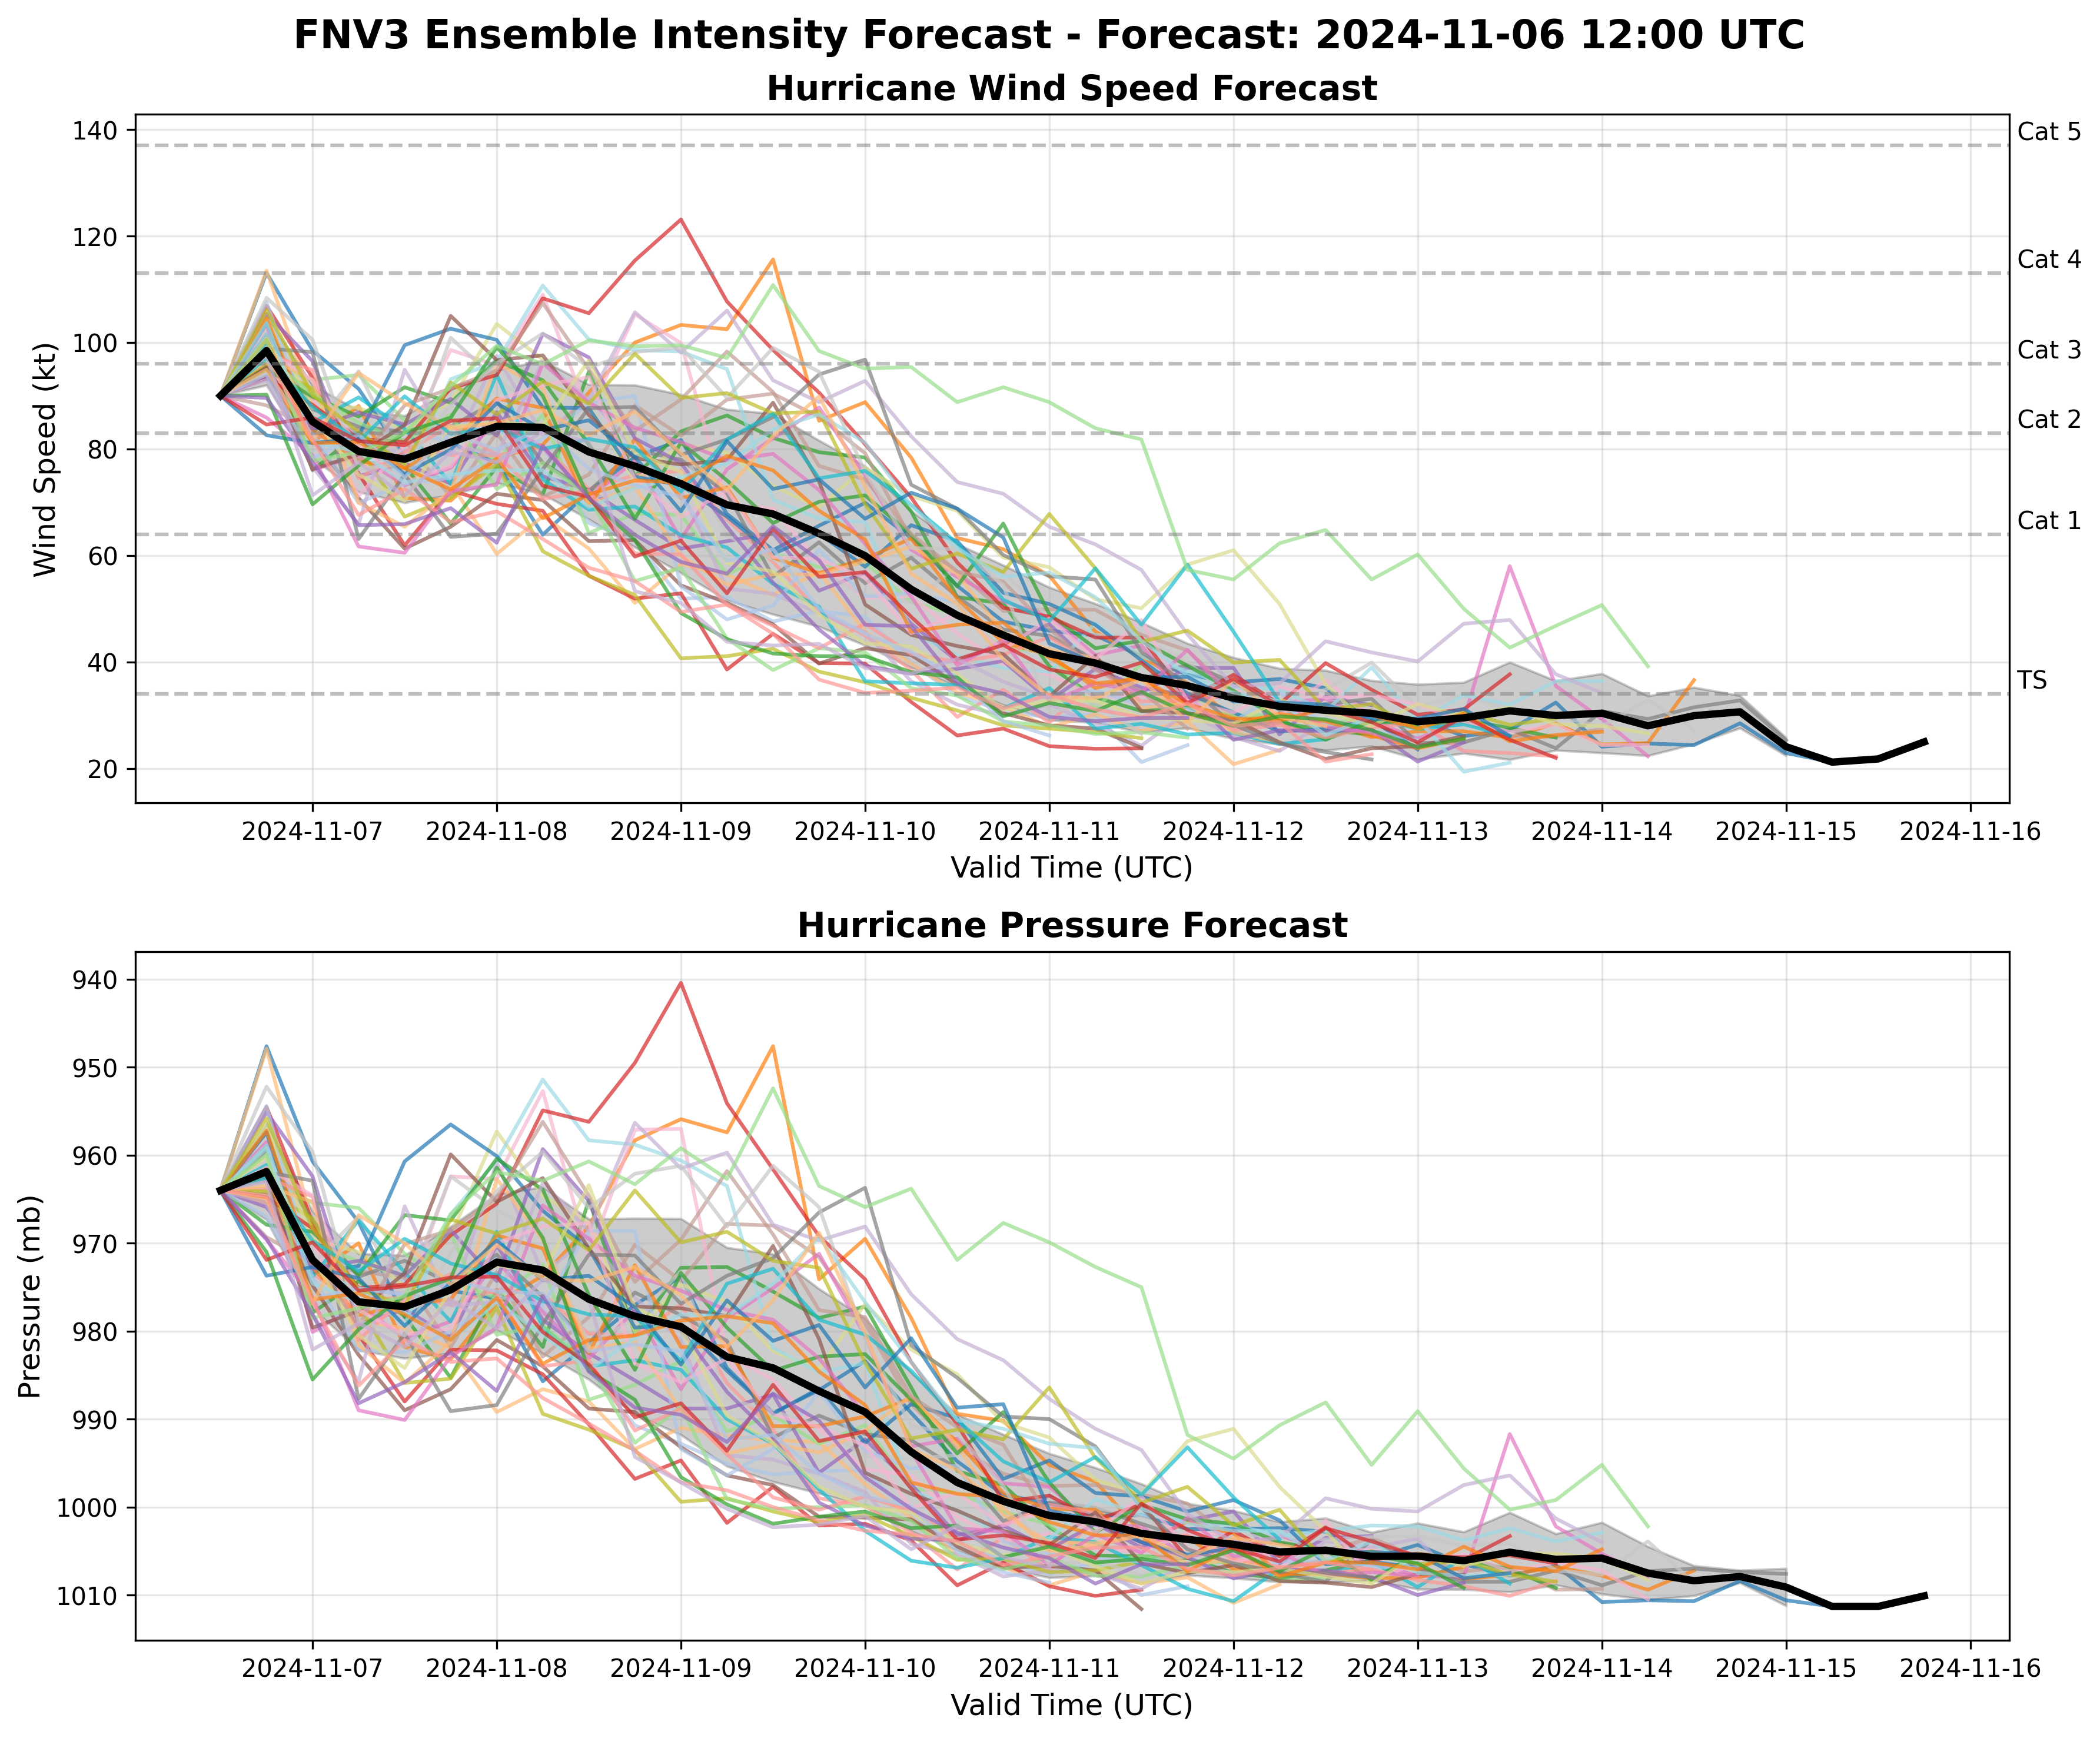 FNV3 Ensemble Intensity Forecast - Forecast: 2024-11-06 12:00 UTC
Hurricane Wind Speed Forecast
Wind Speed (kt)
140
120
100
80
60
40
20
Cat 5
Cat 4
Cat 3
Cat 2
Cat 1
TS
2024-11-07 2024-11-08 2024-11-09 2024-11-10 2024-11-11 2024-11-12 2024-11-13 2024-11-14 2024-11-15 2024-11-16
Valid Time (UTC)
Hurricane Pressure Forecast
Pressure (mb)
940
950
960
970
980
990
1000
1010
2024-11-07 2024-11-08 2024-11-09 2024-11-10 2024-11-11 2024-11-12 2024-11-13 2024-11-14 2024-11-15 2024-11-16
Valid Time (UTC)